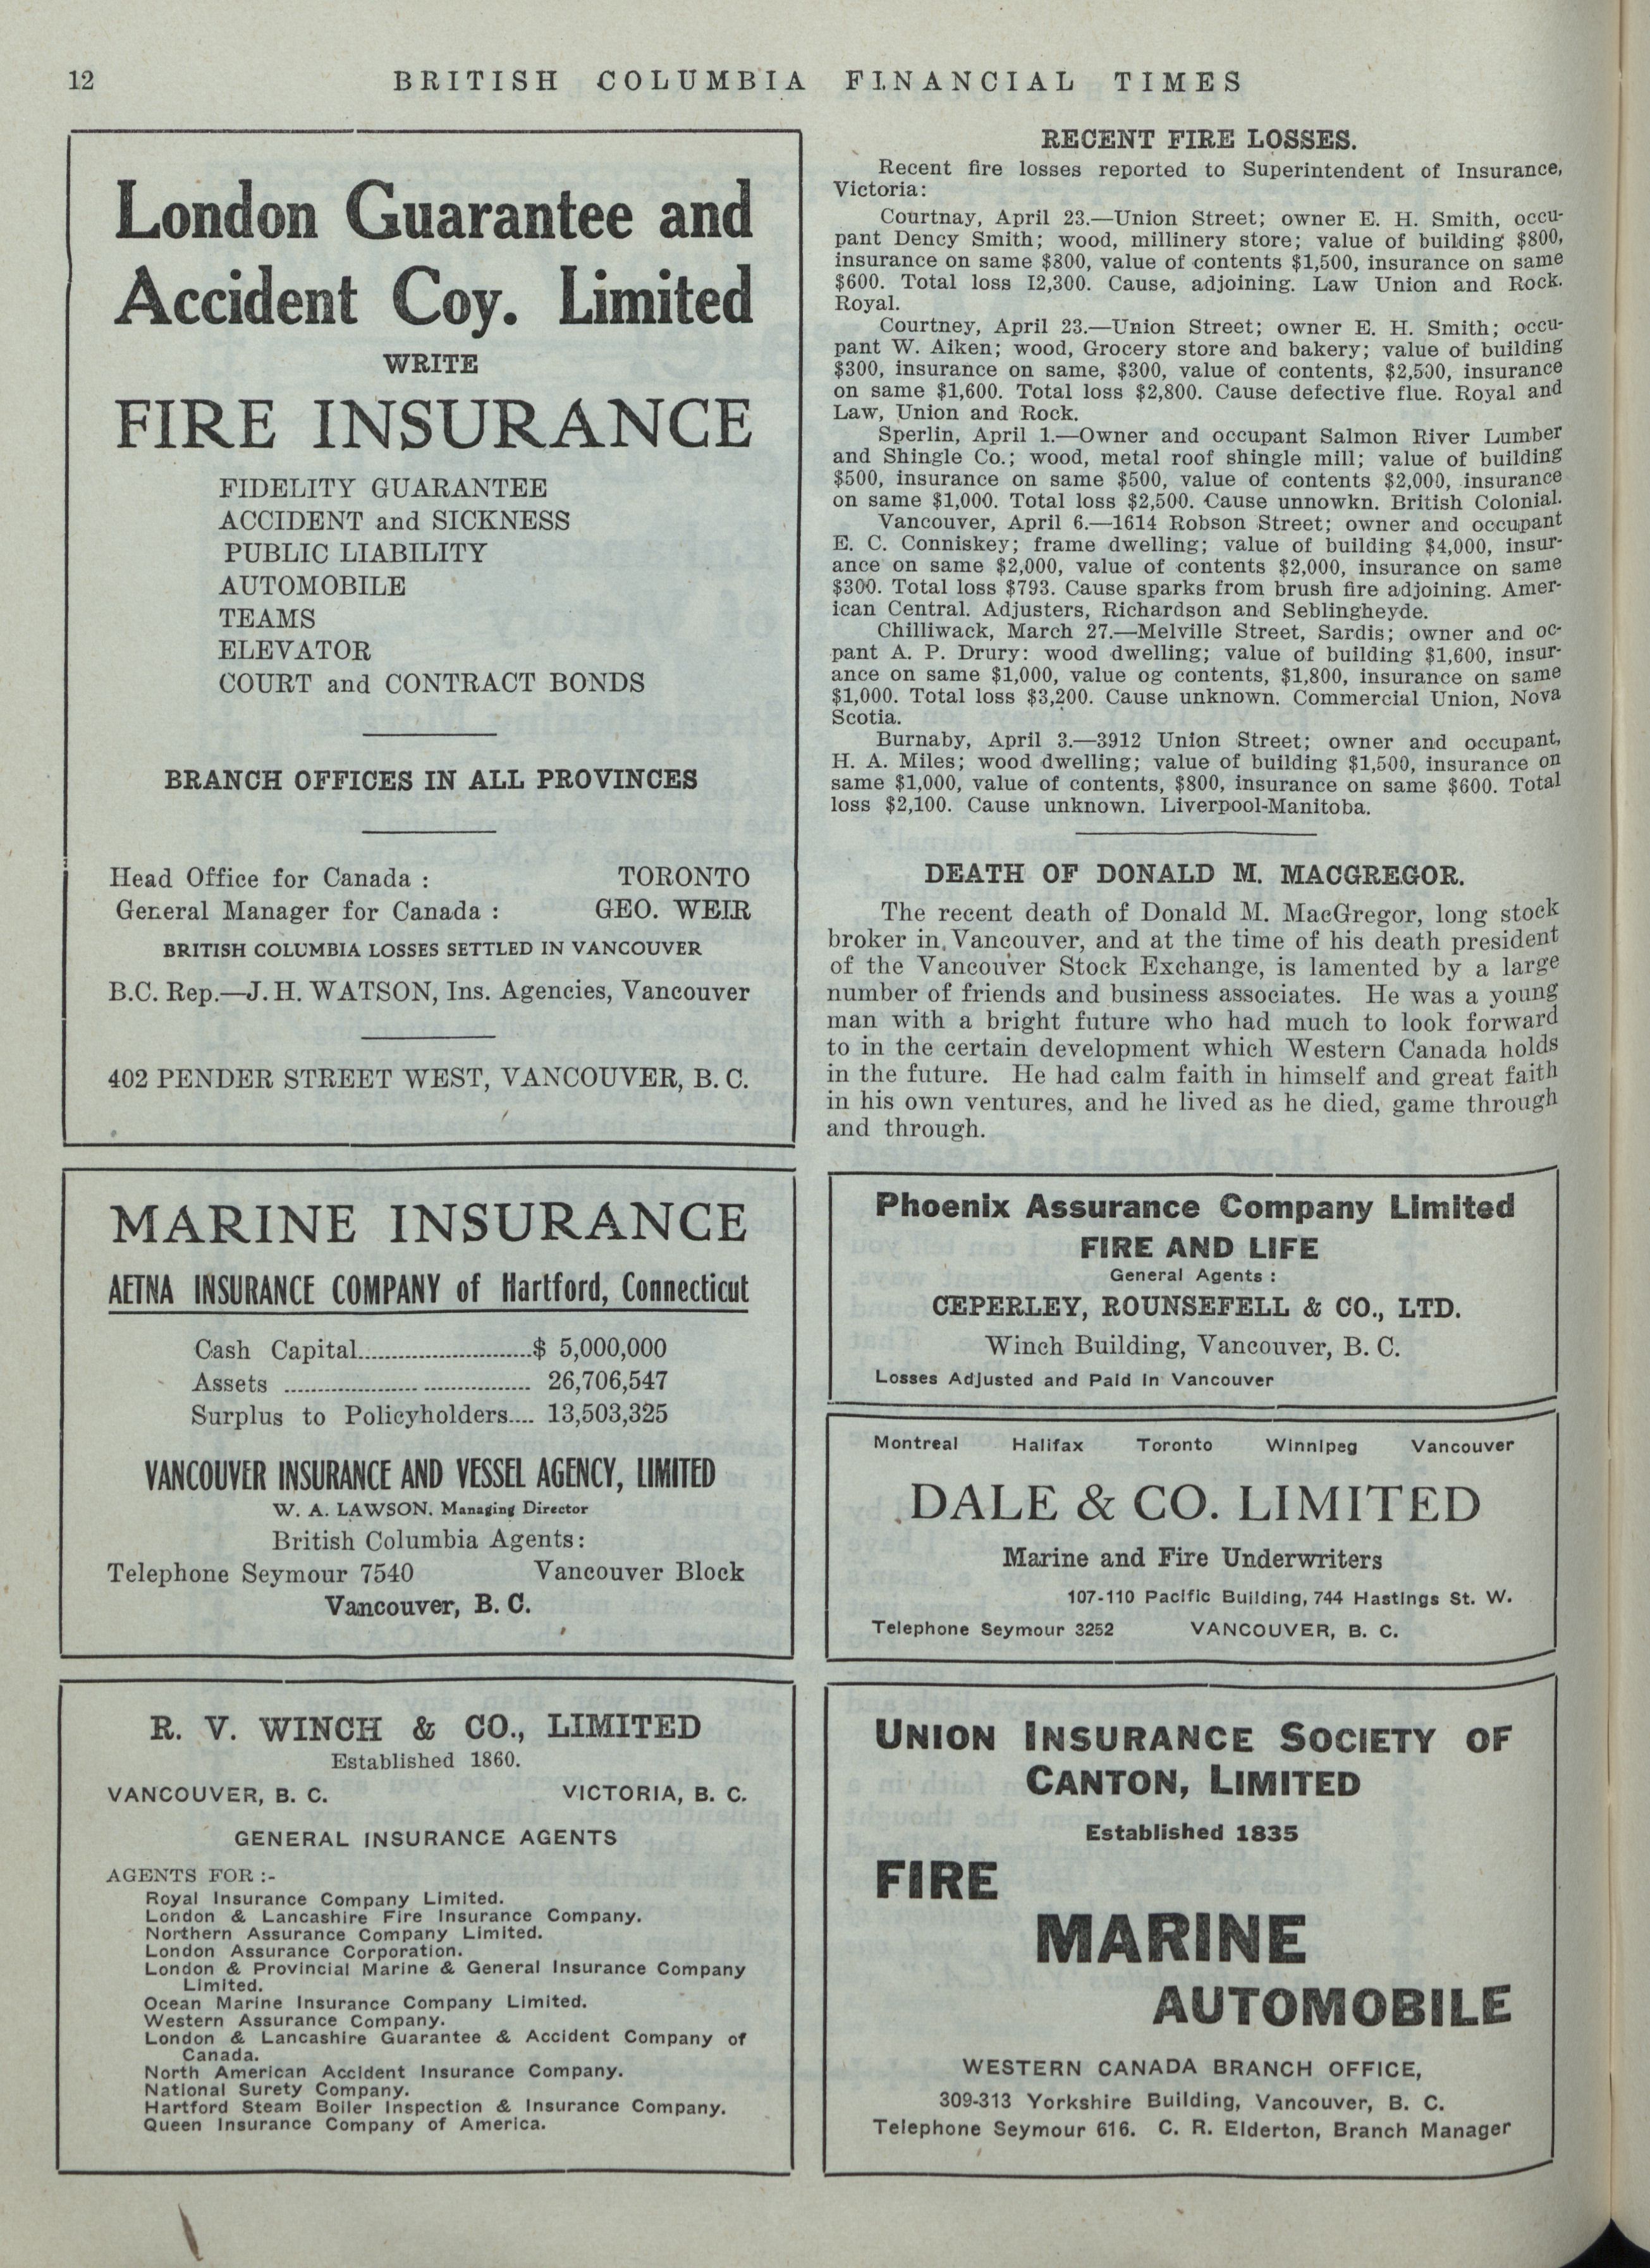 12
BRITISH COLUMBIA FINANCIAL TIMES
London Guarantee and
Accident Coy. Limited
WRITE
FIRE INSURANCE
FIDELITY GUARANTEE
ACCIDENT and SICKNESS
PUBLIC LIABILITY
AUTOMOBILE
TEAMS
ELEVATOR
COURT and CONTRACT BONDS
BRANCH OFFICES IN ALL PROVINCES
Head Office for Canada : TORONTO
General Manager for Canada : GEO. WEIR
BRITISH COLUMBIA LOSSES SETTLED IN VANCOUVER
B.C. Rep.—J. H. WATSON, Ins. Agencies, Vancouver
402 PENDER STREET WEST, VANCOUVER, B. C.
MARINE INSURANCE
AETNA INSURANCE COMPANY of Hartford, Connecticut
Cash Capital..........................$ 5,000,000
Assets .................... ................ 26,706,547
Surplus to Policyholders.... 13,503,325
VANCOUVER INSURANCE AND VESSEL AGENCY, LIMITED
W. A. LAWSON. Managing Director
British Columbia Agents:
Telephone Seymour 7540 Vancouver Block
Vancouver, B. C.
R. V. WINCH & CO., LIMITED
Established 1860.
VANCOUVER, B. C. VICTORIA, B. C.
GENERAL INSURANCE AGENTS
AGENTS FOR :-
Royal Insurance Company Limited.
London & Lancashire Fire Insurance Company.
Northern Assurance Company Limited.
London Assurance Corporation.
London & Provincial Marine & General Insurance Company
Limited.
Ocean Marine Insurance Company Limited.
Western Assurance Company.
London & Lancashire Guarantee & Accident Company of
Canada.
North American Accident Insurance Company.
National Surety Company.
Hartford Steam Boiler Inspection & Insurance Company.
Queen Insurance Company of America.
RECENT FIRE LOSSES.
Recent fire losses reported to Superintendent of Insurance,
Victoria:
Courtnay, April 23.—Union Street; owner E. H. Smith, occu-
pant Dency Smith; wood, millinery store; value of building $800,
insurance on same $800, value of contents $1,500, insurance on same
$600. Total loss I2,300. Cause, adjoining. Law Union and Rock.
Royal.
Courtney, April 23.—Union Street; owner E. H. Smith; occu-
pant W. Aiken; wood, Grocery store and bakery; value of building
$300, insurance on same, $300, value of contents, $2,500, insurance
on same $1,600. Total loss $2,800. Cause defective flue. Royal and
Law, Union and Rock.
Sperlin, April 1.—Owner and occupant Salmon River Lumber
and Shingle Co.; wood, metal roof shingle mill; value of building
$500, insurance on same $500, value of contents $2,000, insurance
on same $1,000. Total loss $2,500. Cause unnowkn. British Colonial.
Vancouver, April 6.—1614 Robson Street; owner and occupant
E. C. Conniskey; frame dwelling; value of building $4,000, insur-
ance on same $2,000, value of contents $2,000, insurance on same
$300. Total loss $793. Cause sparks from brush fire adjoining. Amer-
ican Central. Adjusters, Richardson and Seblingheyde.
Chilliwack, March 27.—Melville Street, Sardis; owner and oc-
pant A. P. Drury: wood dwelling; value of building $1,600, insur-
ance on same $1,000, value og contents, $1,800, insurance on same
$1,000. Total loss $3,200. Cause unknown. Commercial Union, Nova
Scotia.
Burnaby, April 3.—3912 Union Street; owner and occupant,
H. A. Miles; wood dwelling; value of building $1,500, insurance on
same $1,000, value of contents, $800, insurance on same $600. Total
loss $2,100. Cause unknown. Liverpool-Manitoba.
DEATH OF DONALD M. MACGREGOR.
The recent death of Donald M. MacGregor, long stock
broker in Vancouver, and at the time of his death president
of the Vancouver Stock Exchange, is lamented by a large
number of friends and business associates. He was a young
man with a bright future who had much to look forward
to in the certain development which Western Canada holds
in the future. He had calm faith in himself and great faith
in his own ventures, and he lived as he died, game through
and through.
Phoenix Assurance Company Limited
FIRE AND LIFE
General Agents :
CEPERLEY, ROUNSEFELL & CO., LTD.
Winch Building, Vancouver, B. C.
Losses Adjusted and Paid in Vancouver
Montreal Halifax Toronto Winnipeg Vancouver
DALE & CO. LIMITED
Marine and Fire Underwriters
107-110 Pacific Building, 744 Hastings St. W.
Telephone Seymour 3252 VANCOUVER, B. C.
UNION INSURANCE SOCIETY OF
CANTON, LIMITED
Established 1835
FIRE
MARINE
AUTOMOBILE
WESTERN CANADA BRANCH OFFICE,
309-313 Yorkshire Building, Vancouver, B. C.
Telephone Seymour 616. C. R. Elderton, Branch Manager